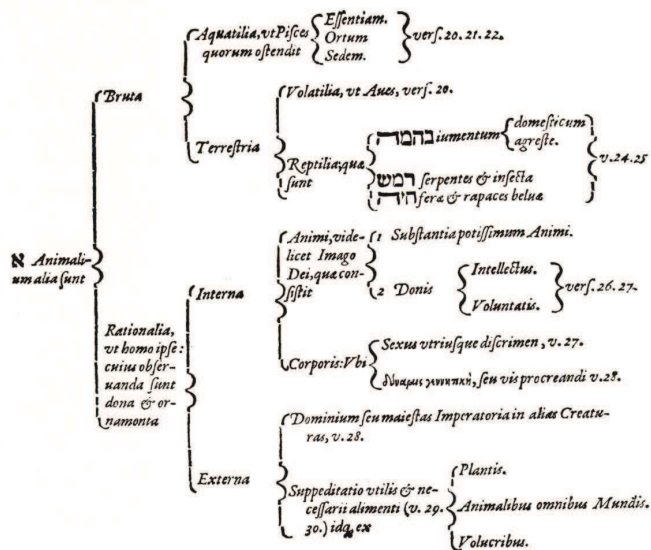 Aquatilia, vt Pisces
quorum ostendit
Essentiam.
Ortum
Sedem.
vers. 20. 21. 22.
Bruta
Volatilia, vt Aues, vers. 20.
Terrestria
Reptilia; quæ
sunt
בהמה iumentum
domesticum
agreste.
רמש serpentes & insecta
חיה feræ & rapaces beluæ
v. 24. 25
א Animali-
um alia sunt
Rationalia,
vt homo ipse:
cuius obser-
uanda sunt
dona & or-
namonta
Interna
Animi, vide-
licet Imago
Dei, quæ con-
sistit
1 Substantia potissimum Animi.
2 Donis
Intellectus.
Voluntatis.
vers. 26. 27.
Corporis: Vbi
Sexus vtriusque discrimen, v. 27.
δύναμις γεννητικὴ, seu vis procreandi v. 28.
Externa
Dominium seu maiestas Imperatoria in alias Creatu-
ras, v. 28.
Suppeditatio vtilis & ne-
cessarii alimenti (v. 29.
30.) idq; ex
Plantis.
Animalibus omnibus Mundis.
Volucribus.